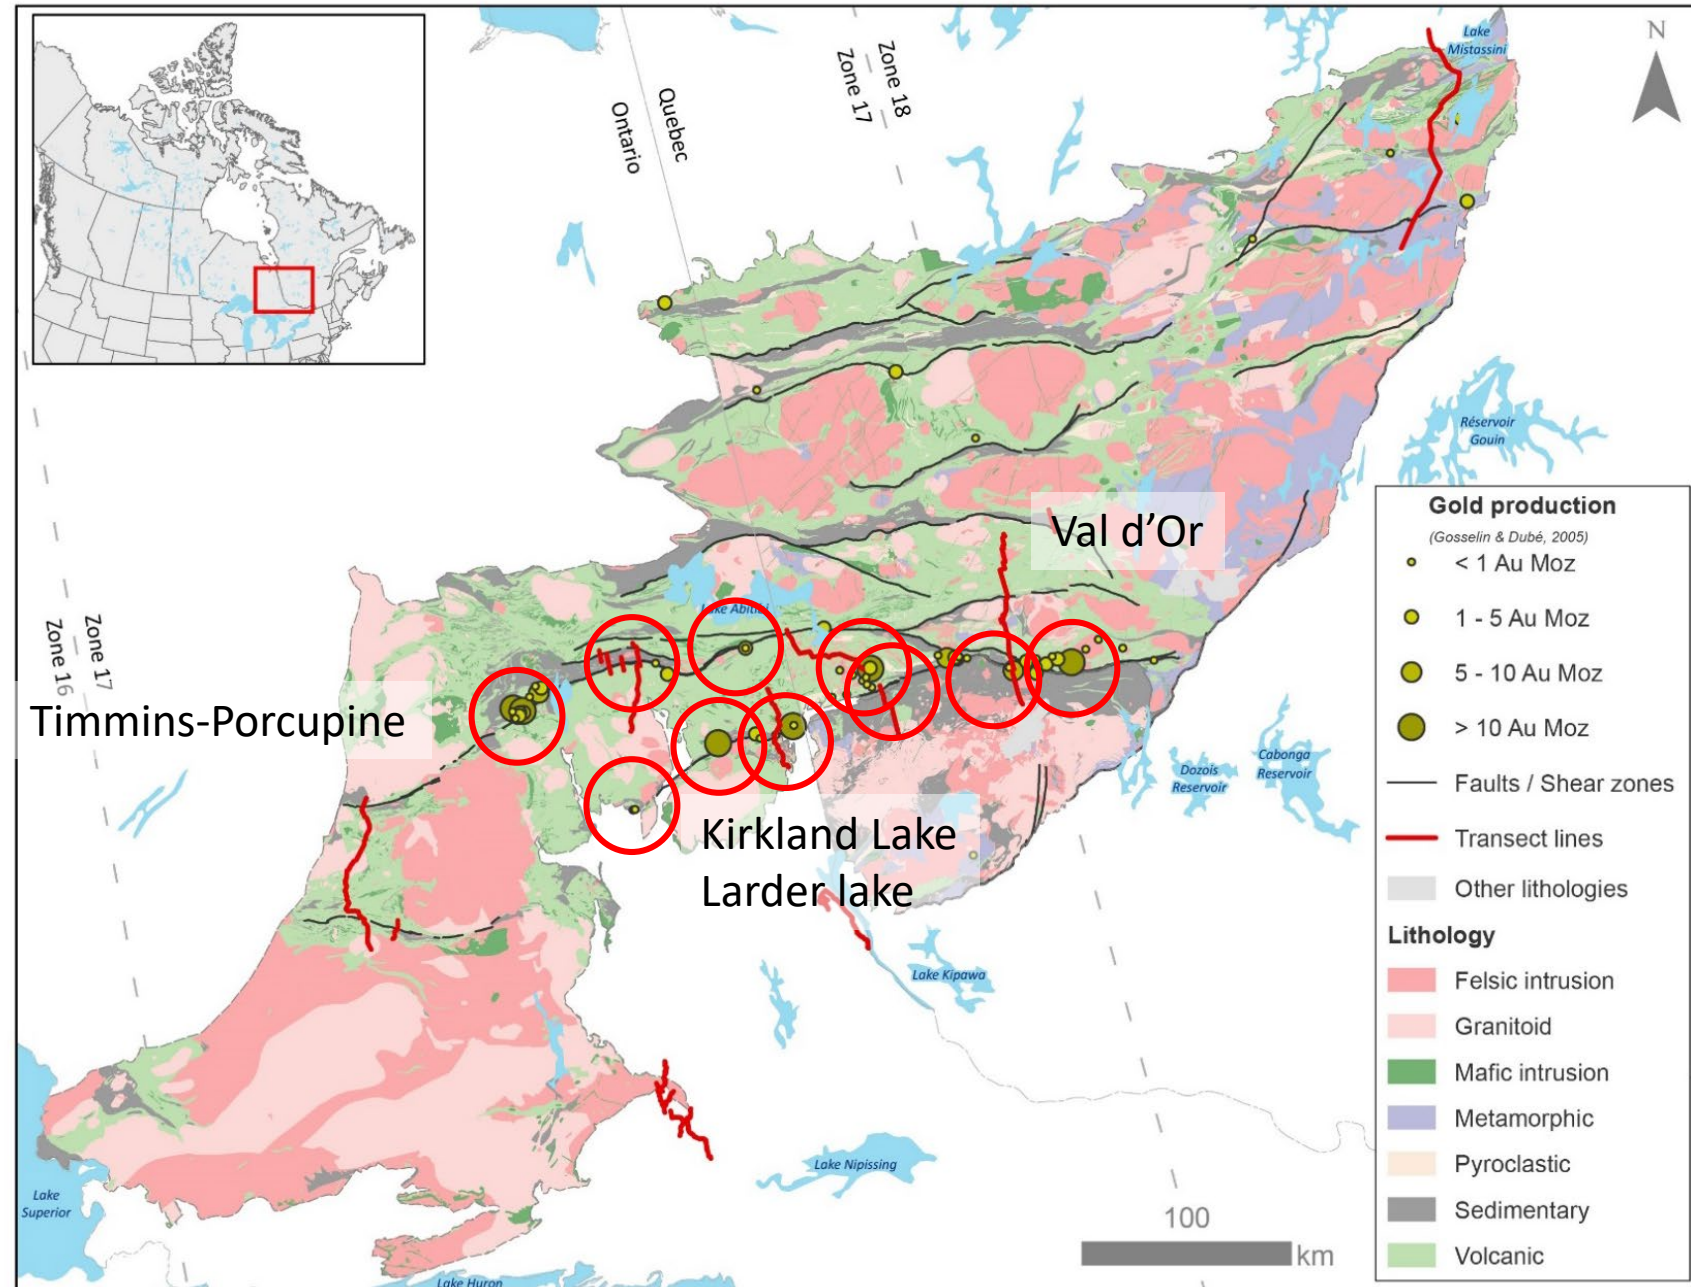 Zone 17
Zone 18
Ontario
Quebec
Lake
Mistassini
N
Réservoir
Gouin
Val d’Or
Lake Abitibi
Zone 16
Zone 17
Timmins-Porcupine
Kirkland Lake
Larder lake
Dozois
Reservoir
Cabonga
Reservoir
Lake Kipawa
Lake Nipissing
Lake
Superior
Lake Huron
100
km
Gold production
(Gosselin & Dubé, 2005)
< 1 Au Moz
1 - 5 Au Moz
5 - 10 Au Moz
> 10 Au Moz
Faults / Shear zones
Transect lines
Other lithologies
Lithology
Felsic intrusion
Granitoid
Mafic intrusion
Metamorphic
Pyroclastic
Sedimentary
Volcanic